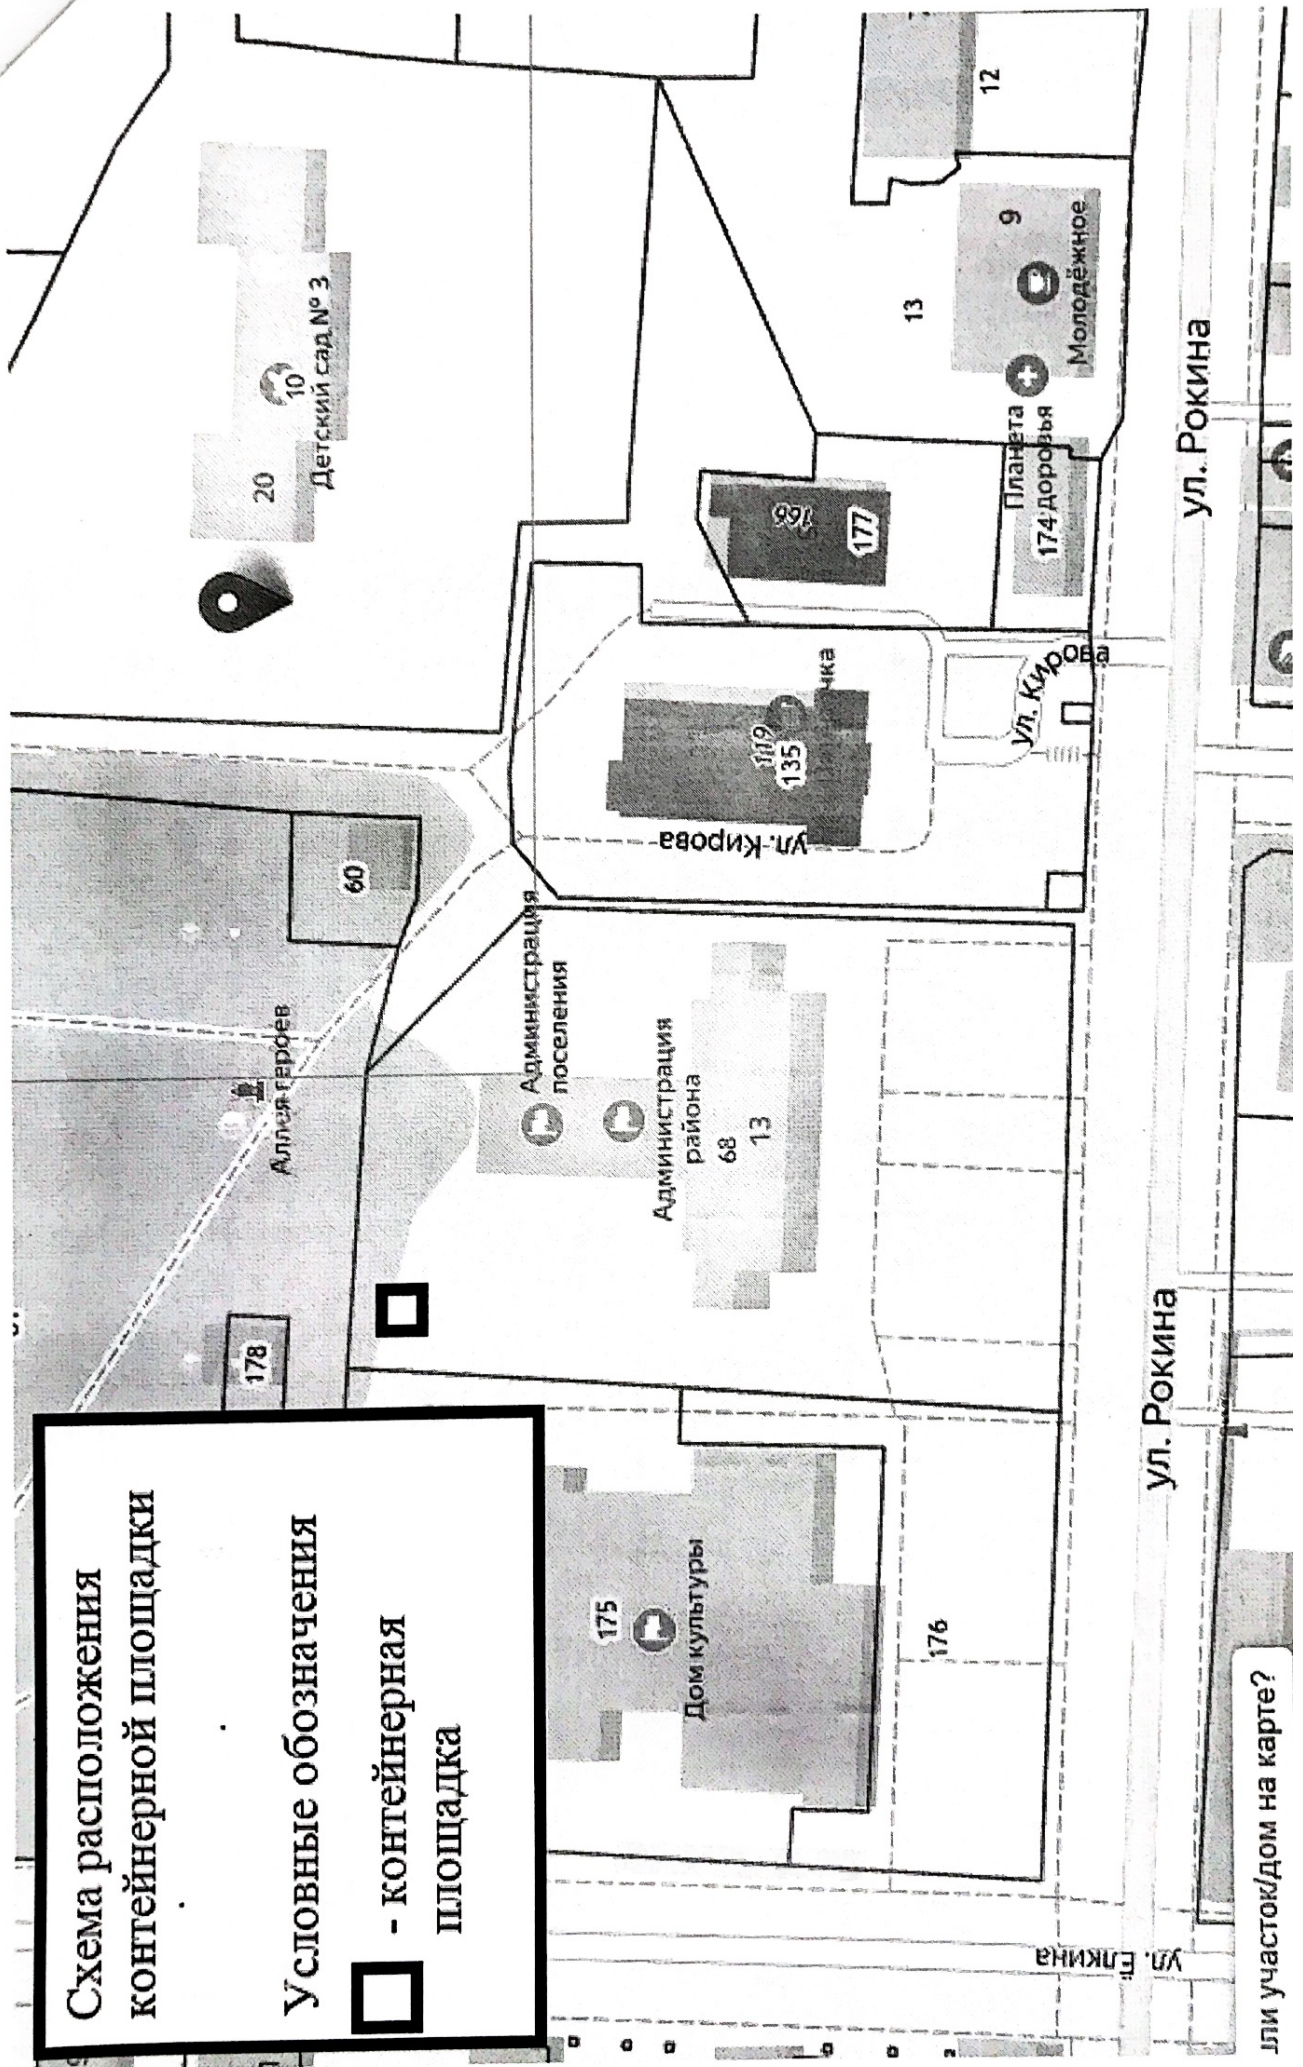 Схема расположения
контейнерной площадки
Условные обозначения
- контейнерная
площадка
178
Аллея героев
60
20
10
Детский сад № 3
Администрация
поселения
Администрация
района
68
13
ул. Кирова
135
ул. Кирова
166
177
Планета
здоровья
174
13
9
Молодёжное
12
175
Дом культуры
176
ул. Елкина
ул. Рокина
ул. Рокина
или участок/дом на карте?